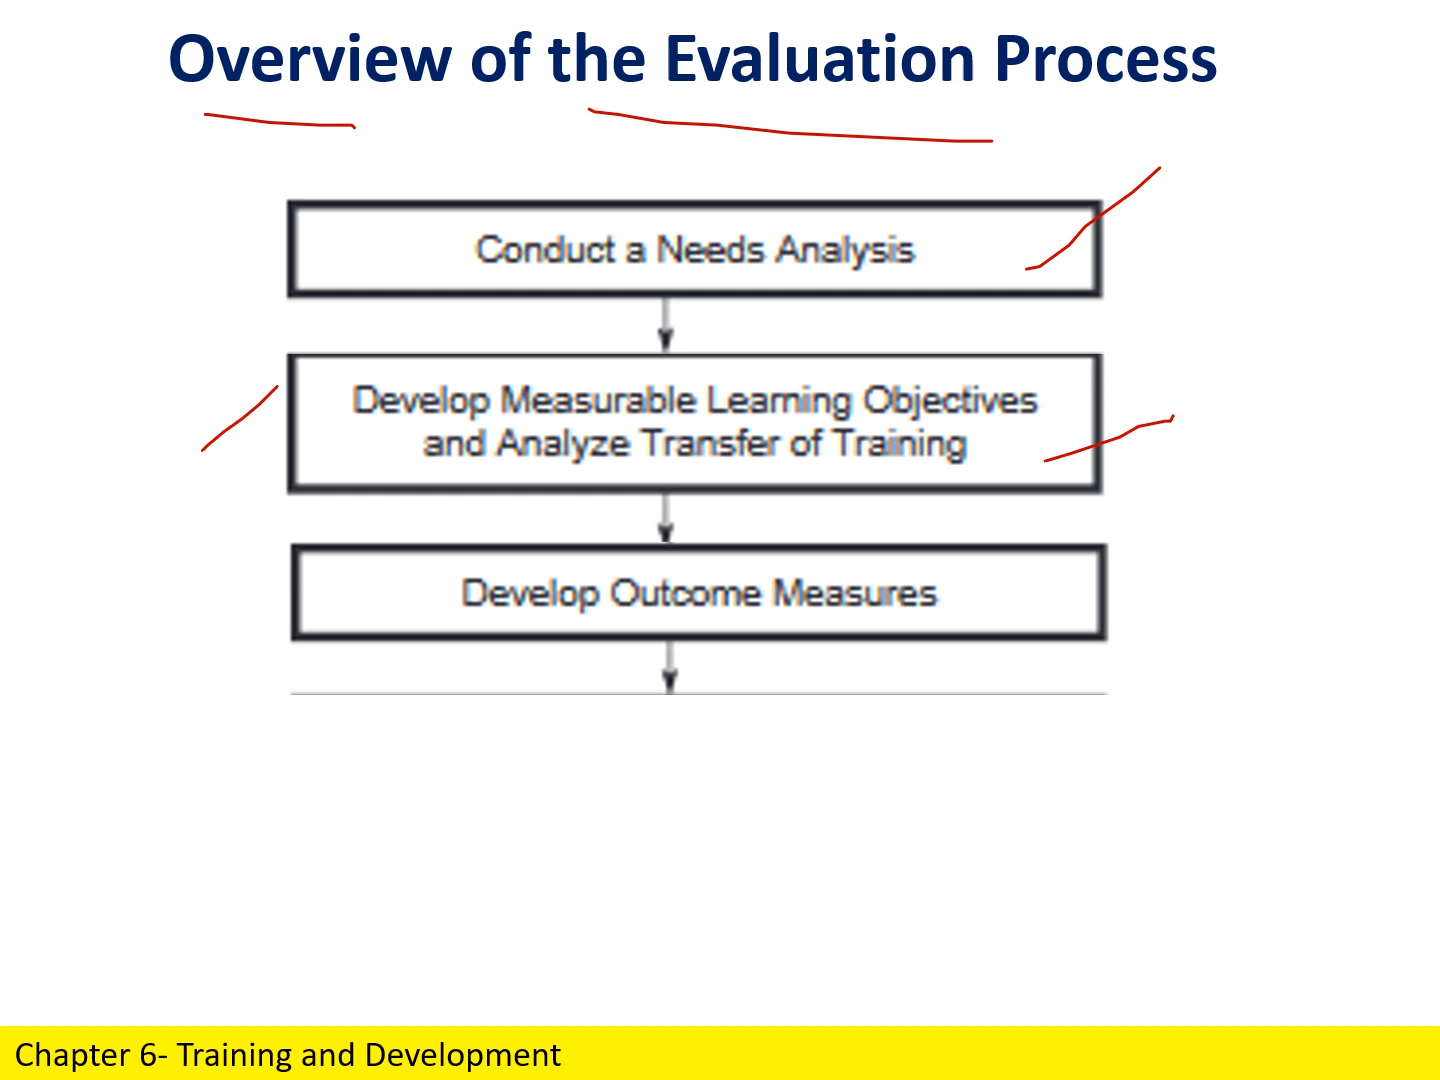 Overview of the Evaluation Process
Conduct a Needs Analysis
Develop Measurable Learning Objectives
and Analyze Transfer of Training
Develop Outcome Measures
Chapter 6- Training and Development